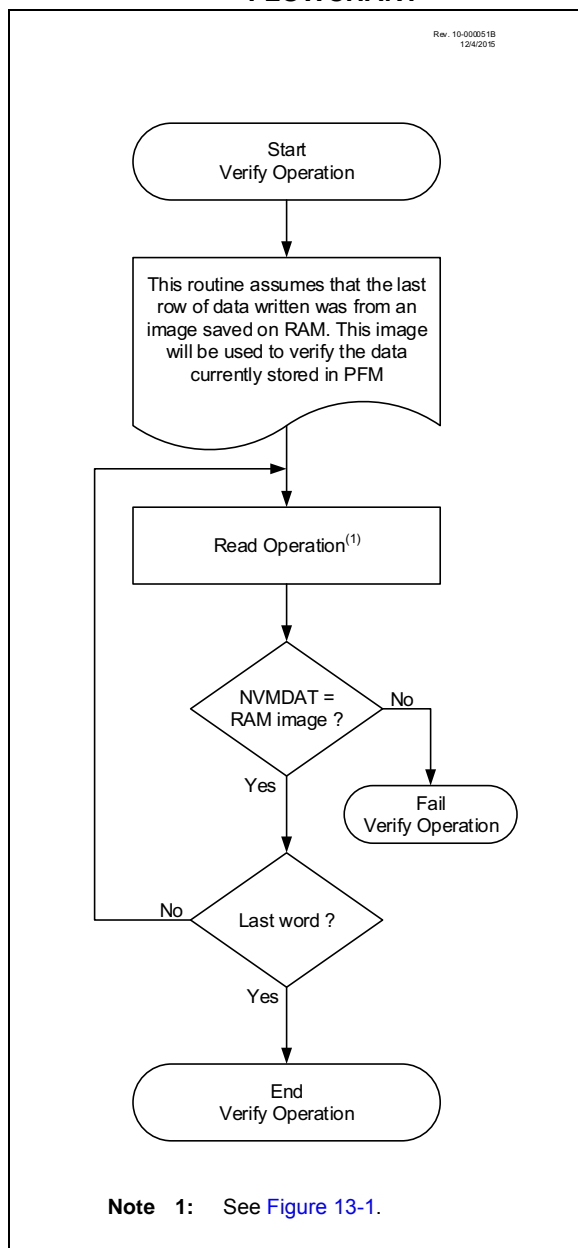 Rev. 10-000051B
12/4/2015
Start
Verify Operation
This routine assumes that the last
row of data written was from an
image saved on RAM. This image
will be used to verify the data
currently stored in PFM
Read Operation(1)
NVMDAT =
RAM image ?
No
Yes
Fail
Verify Operation
Last word ?
No
Yes
End
Verify Operation
Note 1: See Figure 13-1.